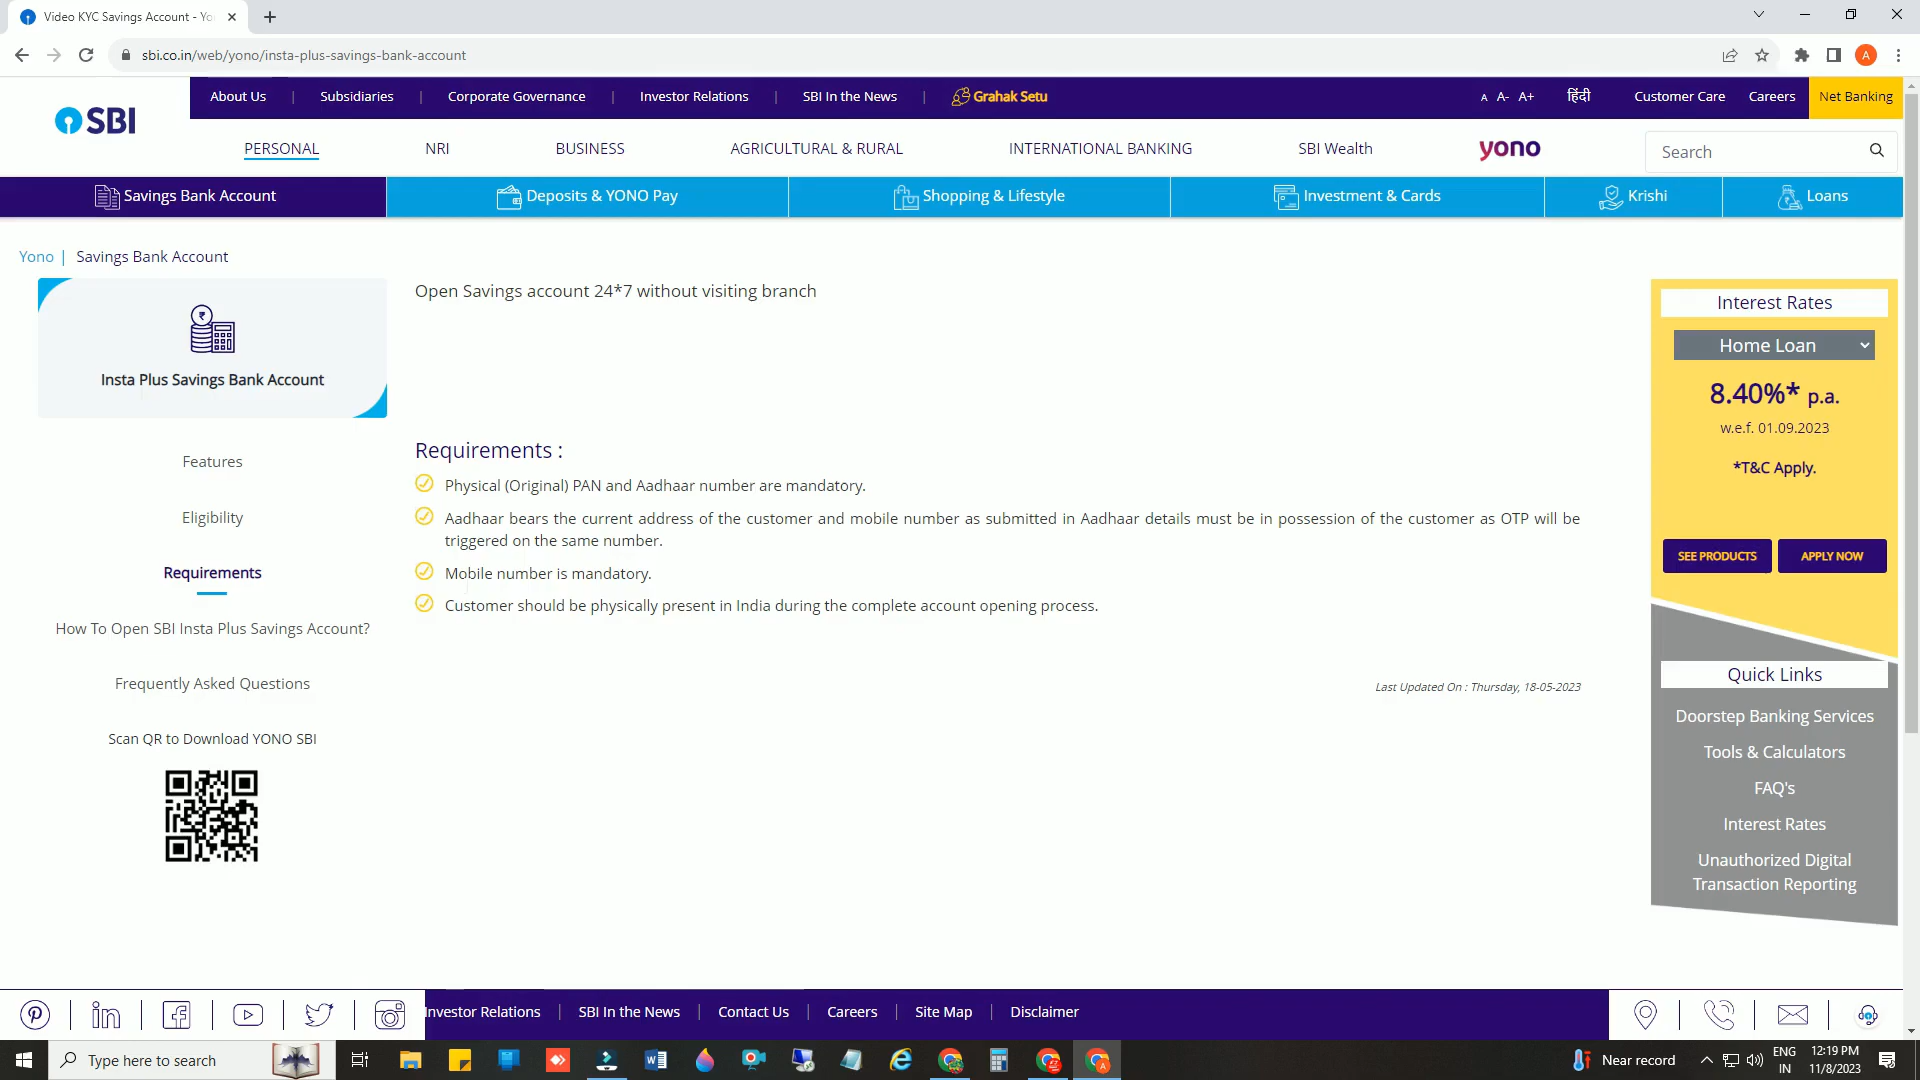 Video KYC Savings Account - Yo
sbi.co.in/web/yono/insta-plus-savings-bank-account
A
About Us | Subsidiaries | Corporate Governance | Investor Relations | SBI In the News | Grahak Setu
A A- A+ हिंदी Customer Care Careers Net Banking
SBI
PERSONAL NRI BUSINESS AGRICULTURAL & RURAL INTERNATIONAL BANKING SBI Wealth yono Search
Savings Bank Account Deposits & YONO Pay Shopping & Lifestyle Investment & Cards Krishi Loans
Yono | Savings Bank Account
Insta Plus Savings Bank Account
Features
Eligibility
Requirements
How To Open SBI Insta Plus Savings Account?
Frequently Asked Questions
Scan QR to Download YONO SBI
Open Savings account 24*7 without visiting branch
Requirements :
Physical (Original) PAN and Aadhaar number are mandatory.
Aadhaar bears the current address of the customer and mobile number as submitted in Aadhaar details must be in possession of the customer as OTP will be
triggered on the same number.
Mobile number is mandatory.
Customer should be physically present in India during the complete account opening process.
Last Updated On : Thursday, 18-05-2023
Interest Rates
Home Loan
8.40%* p.a.
w.e.f. 01.09.2023
*T&C Apply.
SEE PRODUCTS APPLY NOW
Quick Links
Doorstep Banking Services
Tools & Calculators
FAQ's
Interest Rates
Unauthorized Digital
Transaction Reporting
Investor Relations | SBI In the News | Contact Us | Careers | Site Map | Disclaimer
Type here to search
Near record
ENG
IN
12:19 PM
11/8/2023